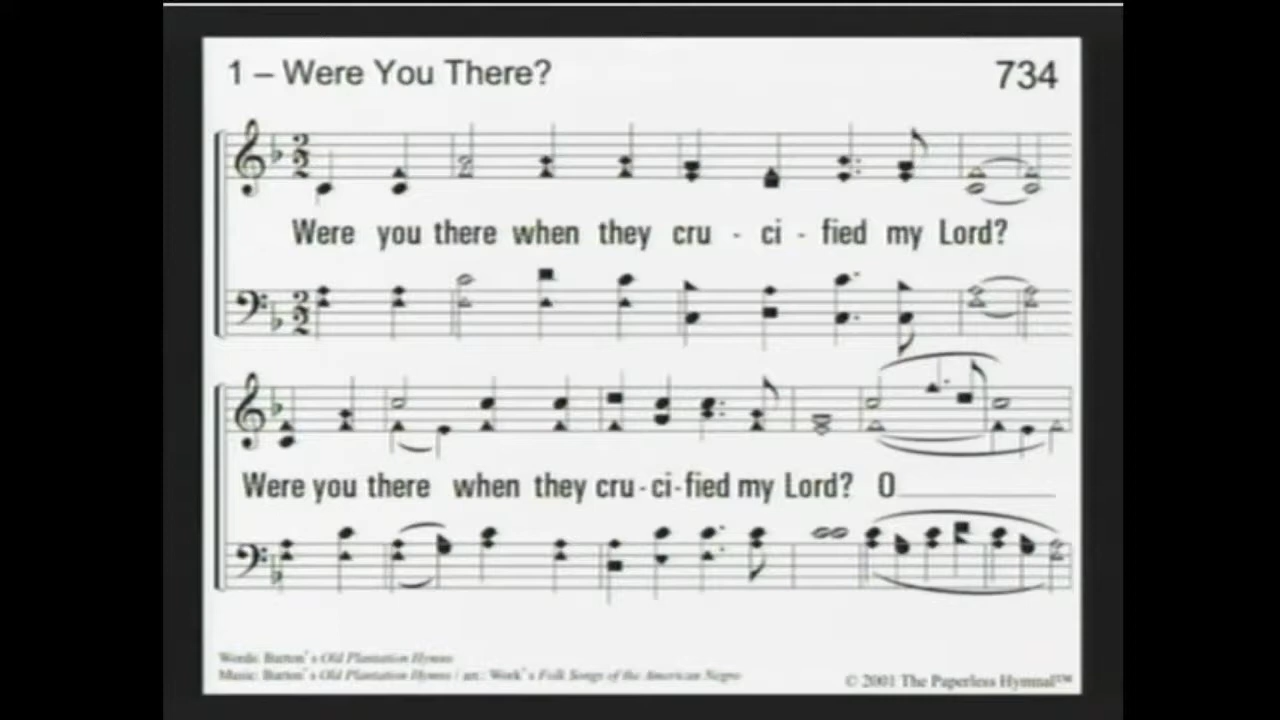 1 – Were You There?
734
Were you there when they cru - ci - fied my Lord?
Were you there when they cru-ci-fied my Lord? O
Words: Barton's Old Plantation Hymns
Music: Barton's Old Plantation Hymns / arr.: Work's Folk Songs of the American Negro
© 2001 The Paperless Hymnal™